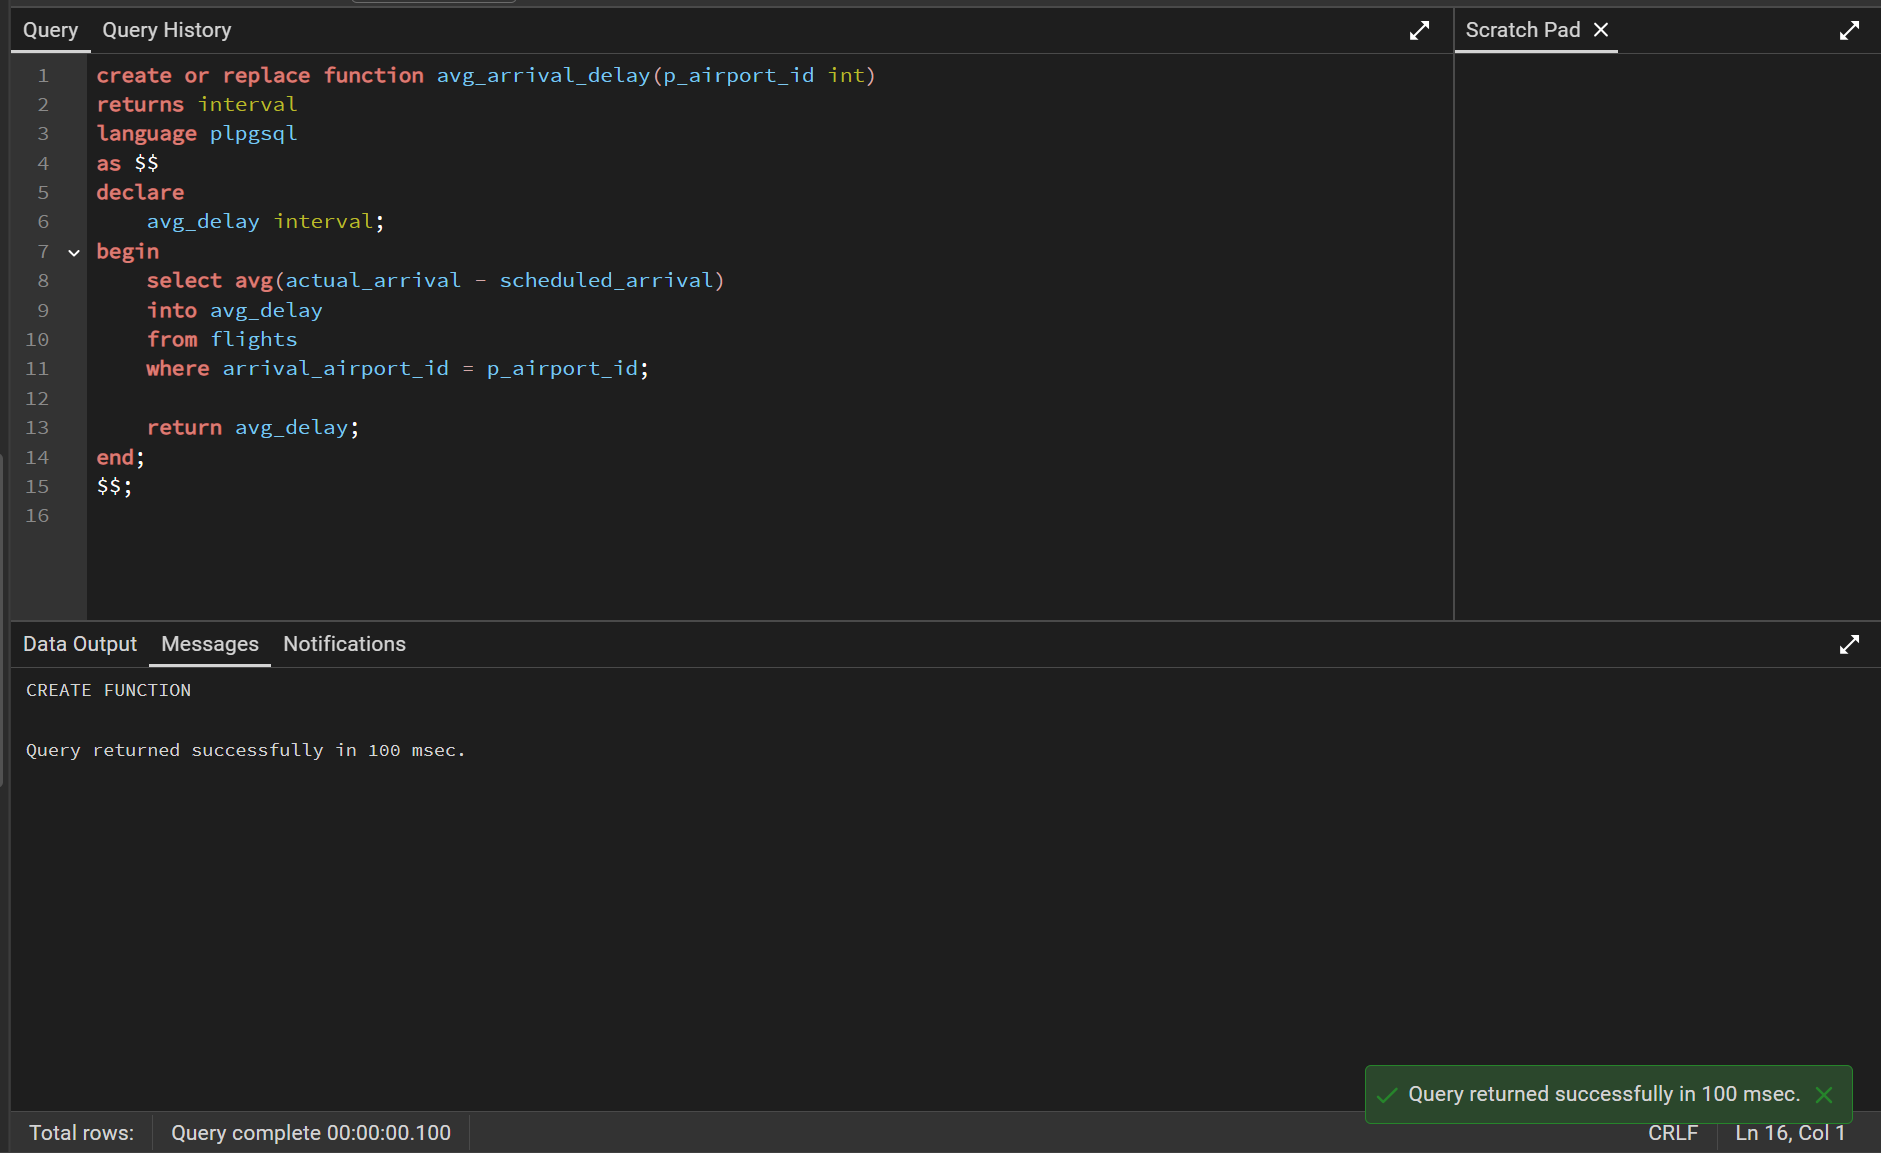 Query Query History
Scratch Pad
1 create or replace function avg_arrival_delay(p_airport_id int)
2 returns interval
3 language plpgsql
4 as $$
5 declare
6     avg_delay interval;
7 begin
8     select avg(actual_arrival - scheduled_arrival)
9     into avg_delay
10     from flights
11     where arrival_airport_id = p_airport_id;
12
13     return avg_delay;
14 end;
15 $$;
16
Data Output Messages Notifications
CREATE FUNCTION
Query returned successfully in 100 msec.
Query returned successfully in 100 msec.
Total rows: Query complete 00:00:00.100 CRLF Ln 16, Col 1